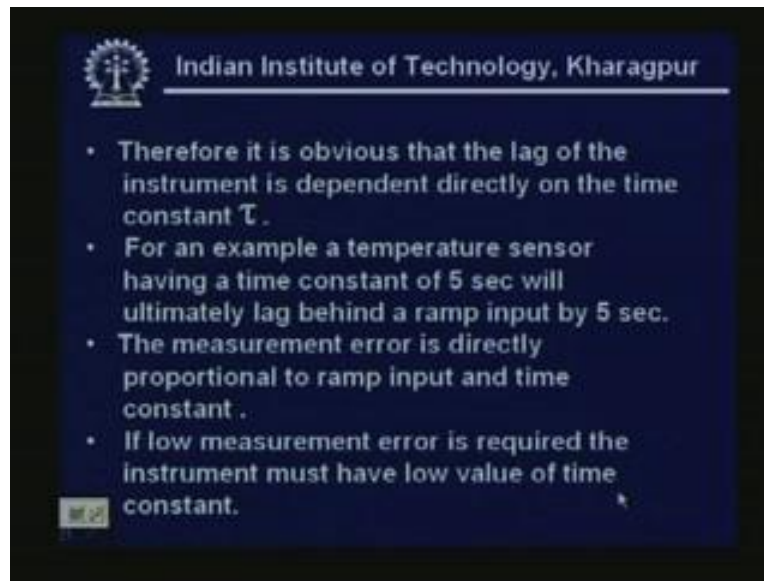 Indian Institute of Technology, Kharagpur
• Therefore it is obvious that the lag of the
instrument is dependent directly on the time
constant τ.
• For an example a temperature sensor
having a time constant of 5 sec will
ultimately lag behind a ramp input by 5 sec.
• The measurement error is directly
proportional to ramp input and time
constant .
• If low measurement error is required the
instrument must have low value of time
constant.